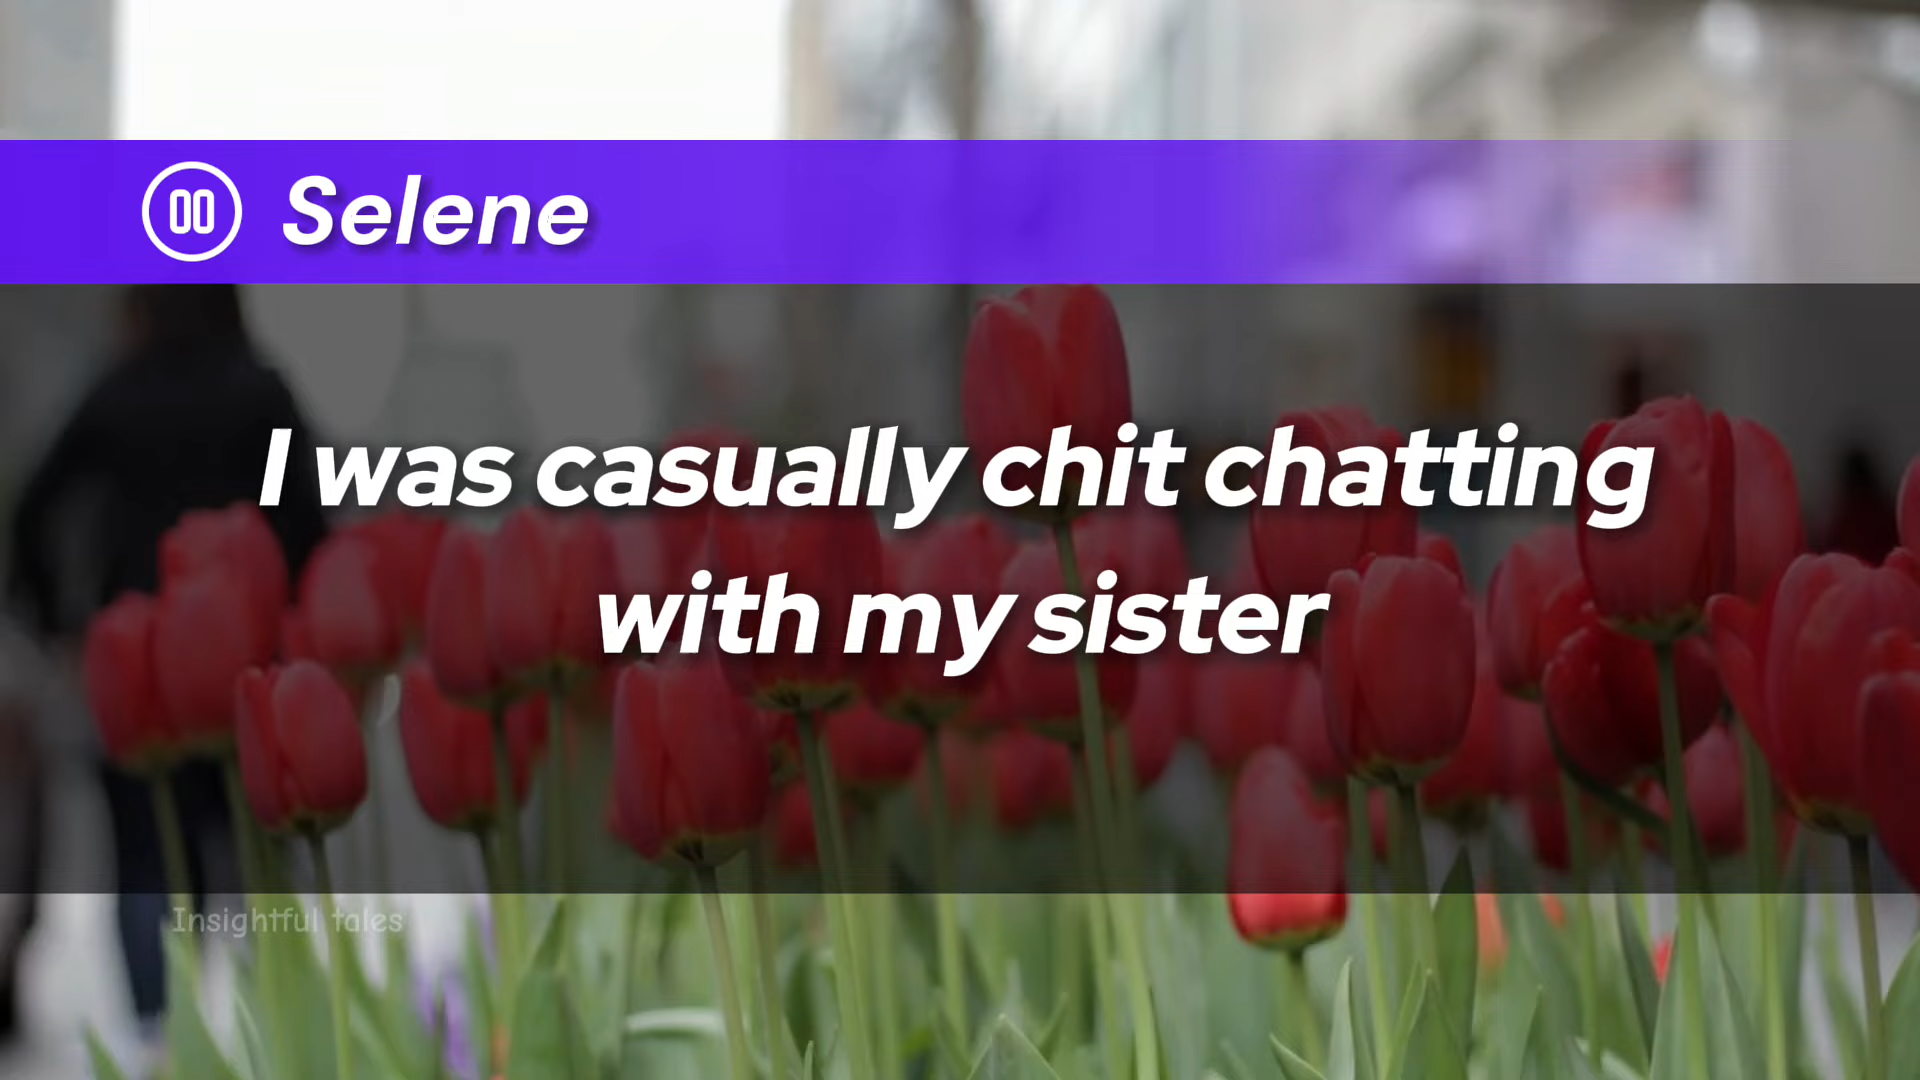 Selene
I was casually chit chatting
with my sister
Insightful tales